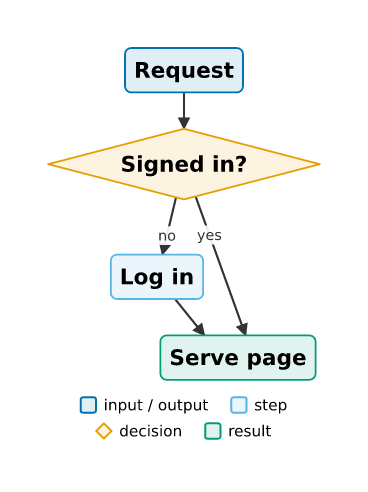 Request
Signed in?
no yes
Log in
Serve page
input / output step
decision result